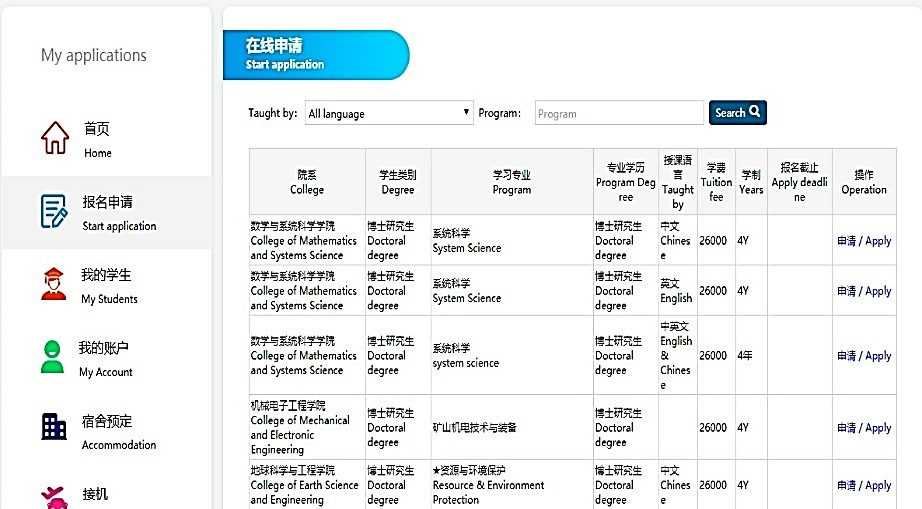 My applications
首页
Home
报名申请
Start application
我的学生
My Students
我的账户
My Account
宿舍预定
Accommodation
接机
在线申请
Start application
Taught by:
All language
Program:
Program
Search
院系
College
学生类别
Degree
学习专业
Program
专业学历
Program Deg
ree
授课语
言
Taught
by
学费
Tuition
fee
学制
Years
报名截止
Apply deadli
ne
操作
Operation
数学与系统科学学院
College of Mathematics
and Systems Science
博士研究生
Doctoral
degree
系统科学
System Science
博士研究生
Doctoral
degree
中文
Chines
e
26000
4Y
申请 / Apply
数学与系统科学学院
College of Mathematics
and Systems Science
博士研究生
Doctoral
degree
系统科学
System Science
博士研究生
Doctoral
degree
英文
English
26000
4Y
申请 / Apply
数学与系统科学学院
College of Mathematics
and Systems Science
博士研究生
Doctoral
degree
系统科学
system science
博士研究生
Doctoral
degree
中英文
English
&
Chines
e
26000
4年
申请 / Apply
机械电子工程学院
College of Mechanical
and Electronic
Engineering
博士研究生
Doctoral
degree
矿山机电技术与装备
博士研究生
Doctoral
degree
26000
4Y
申请 / Apply
地球科学与工程学院
College of Earth Science
and Engineering
博士研究生
Doctoral
degree
★资源与环境保护
Resource & Environment
Protection
博士研究生
Doctoral
degree
中文
Chines
e
26000
4Y
申请 / Apply